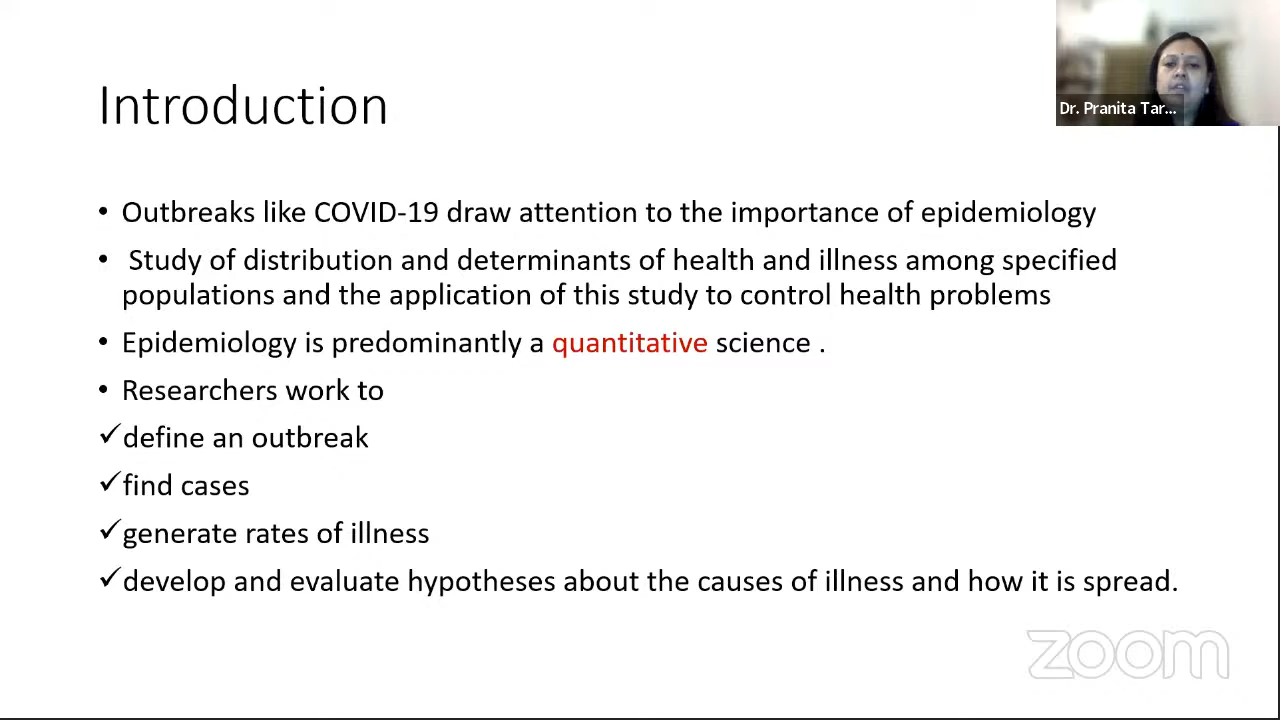 Introduction
Dr. Pranita Tar...
• Outbreaks like COVID-19 draw attention to the importance of epidemiology
• Study of distribution and determinants of health and illness among specified
populations and the application of this study to control health problems
• Epidemiology is predominantly a quantitative science .
• Researchers work to
✓define an outbreak
✓find cases
✓generate rates of illness
✓develop and evaluate hypotheses about the causes of illness and how it is spread.
zoom